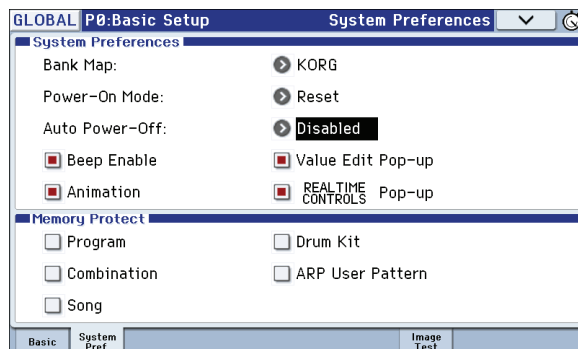 GLOBAL P0:Basic Setup System Preferences
System Preferences
Bank Map: KORG
Power-On Mode: Reset
Auto Power-Off: Disabled
Beep Enable Value Edit Pop-up
Animation REALTIME CONTROLS Pop-up
Memory Protect
Program Drum Kit
Combination ARP User Pattern
Song
Basic System Pref Image Test